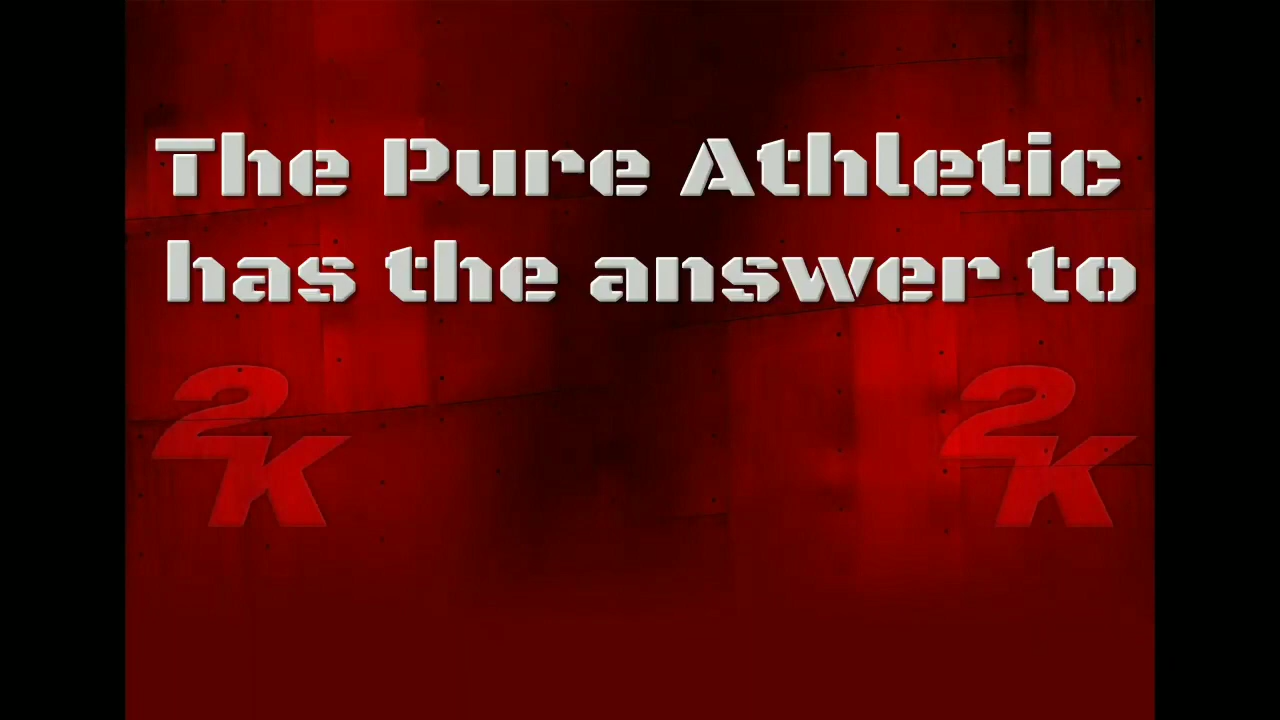 The Pure Athletic
has the answer to
2K 2K